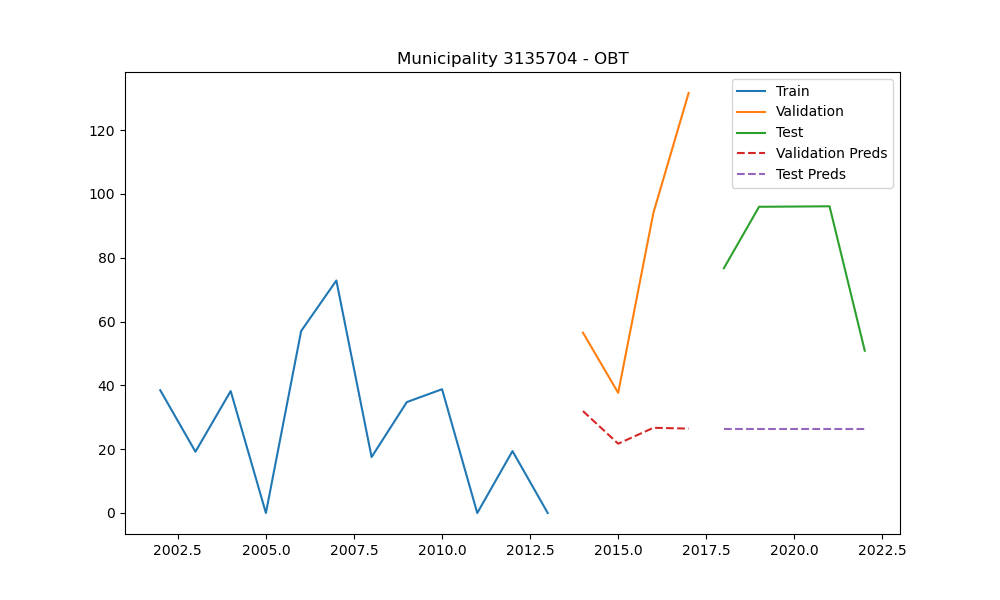 Municipality 3135704 - OBT
Train
Validation
Test
Validation Preds
Test Preds
120
100
80
60
40
20
0
2002.5 2005.0 2007.5 2010.0 2012.5 2015.0 2017.5 2020.0 2022.5